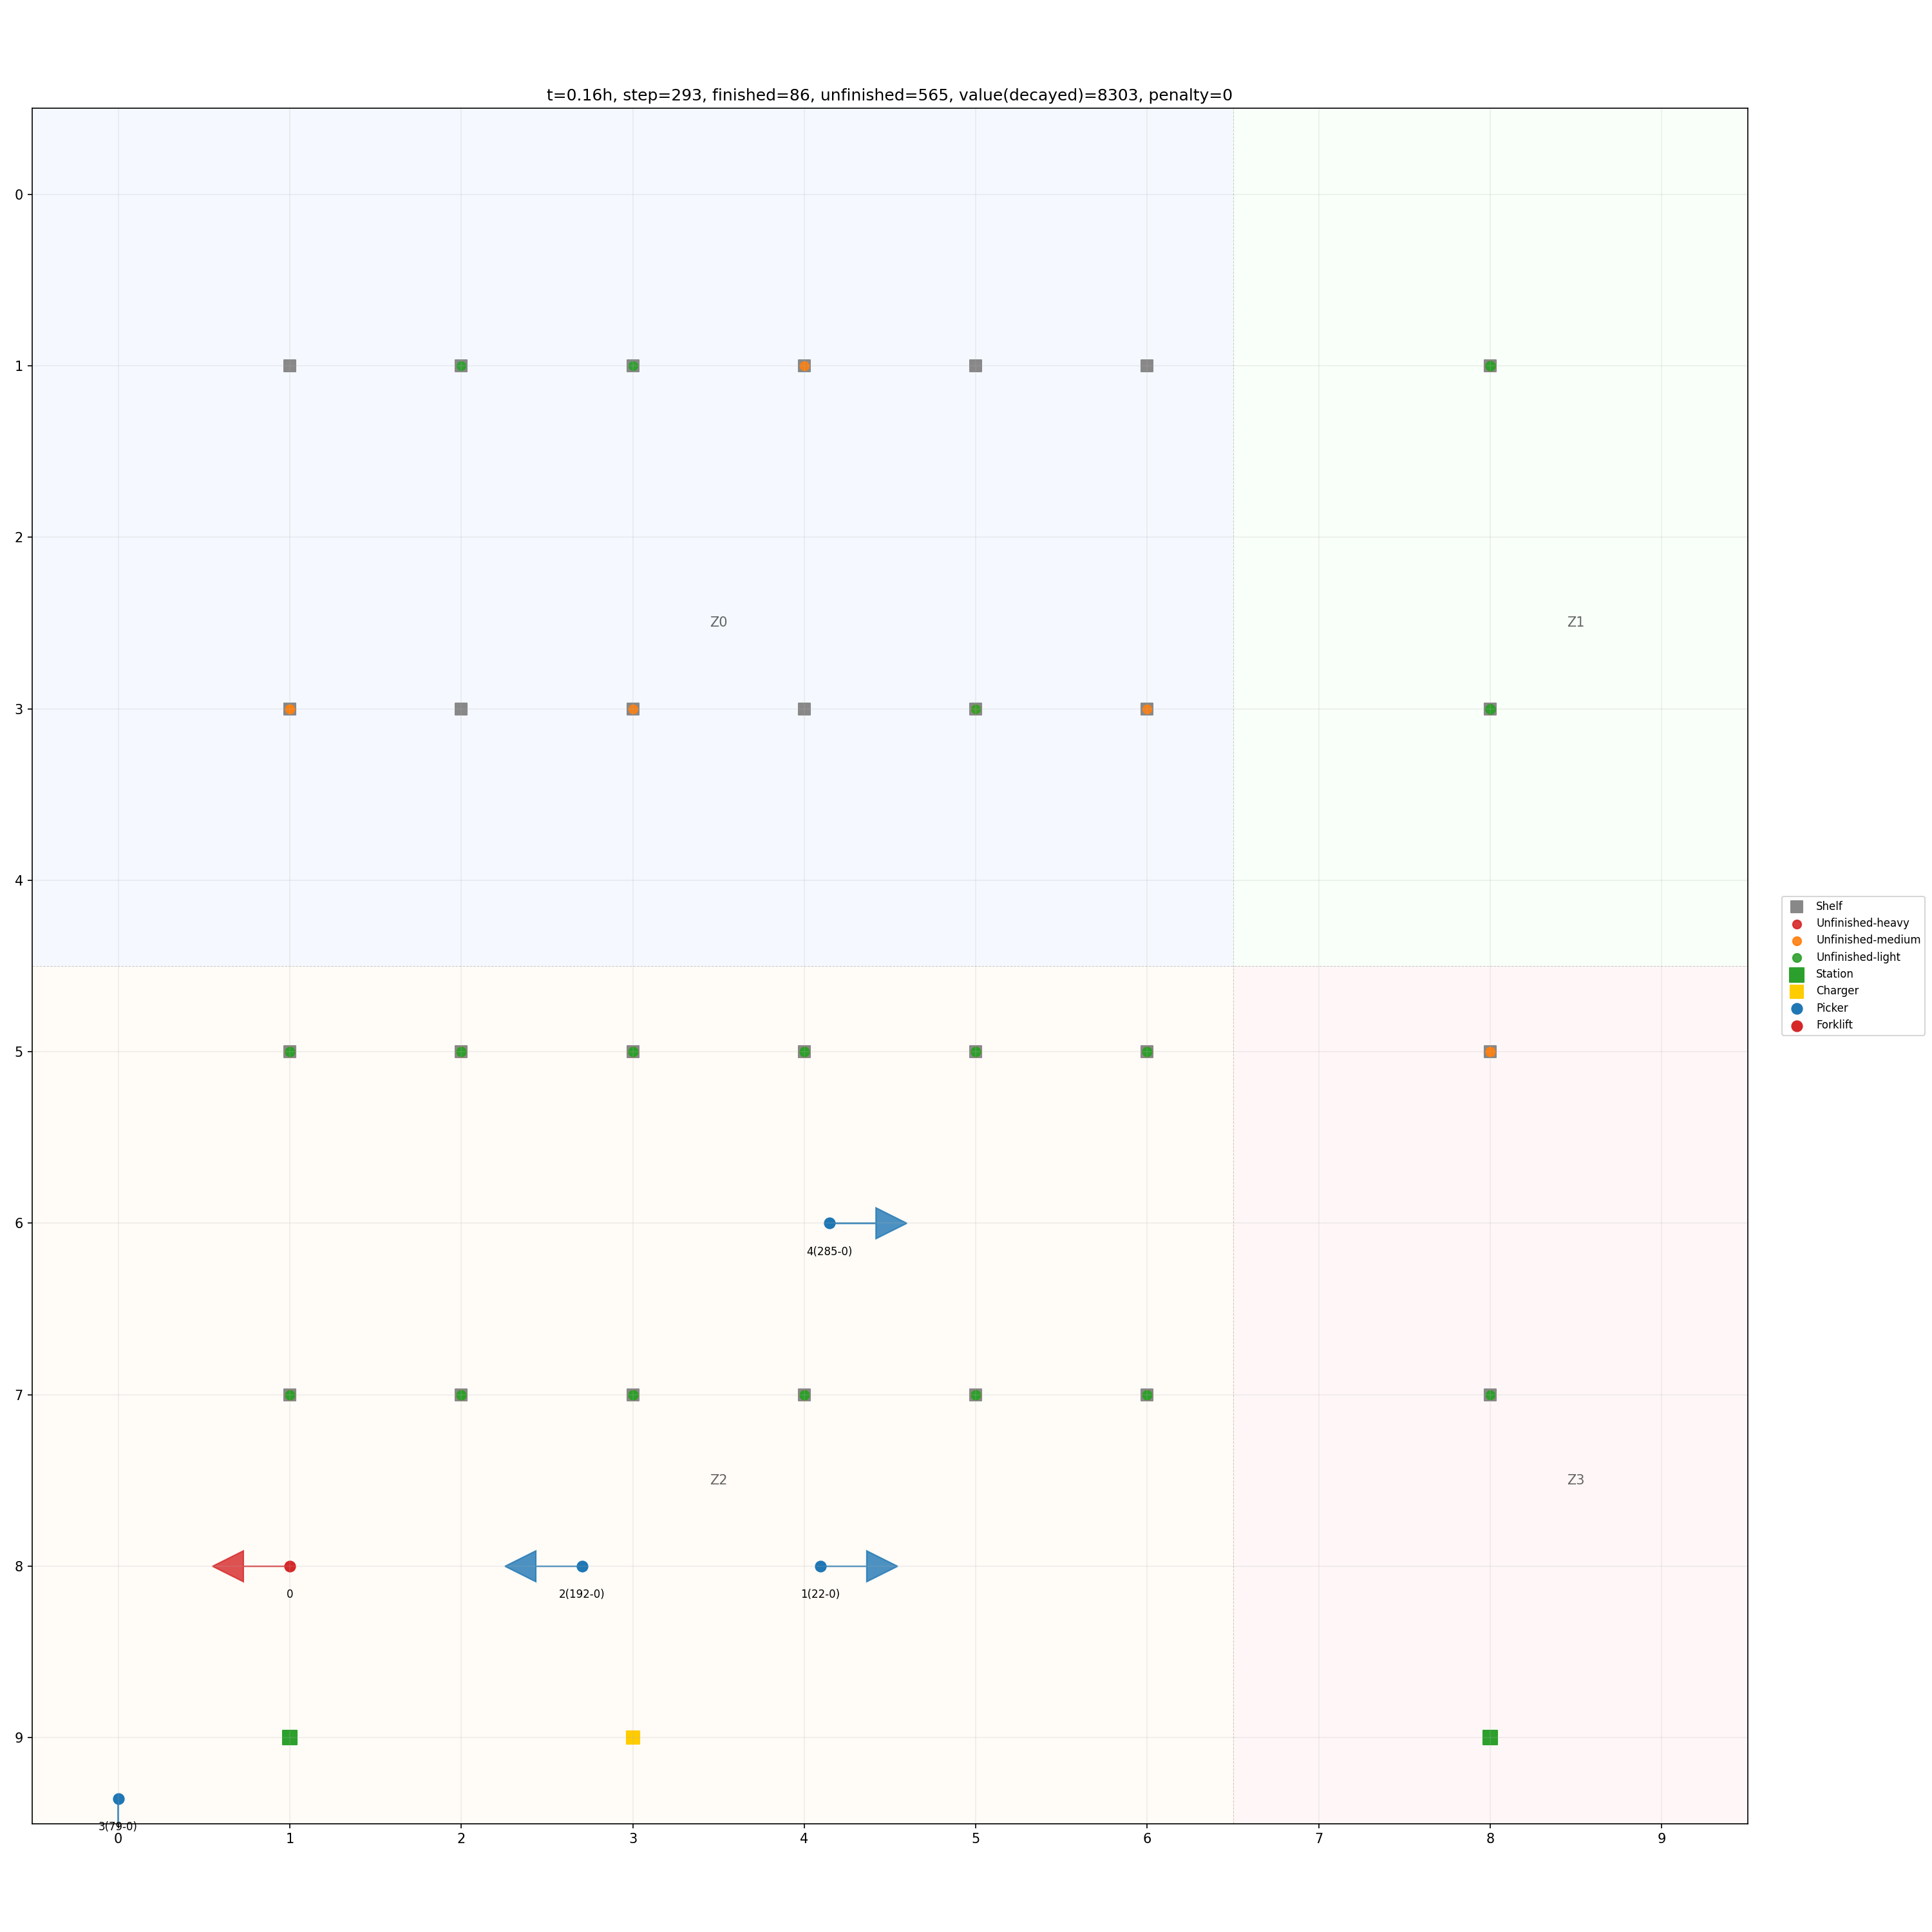 t=0.16h, step=293, finished=86, unfinished=565, value(decayed)=8303, penalty=0
0
1
2
Z0
Z1
3
4
Shelf
Unfinished-heavy
Unfinished-medium
Unfinished-light
Station
Charger
Picker
Forklift
5
6
4(285-0)
7
Z2
Z3
8
0
2(192-0)
1(22-0)
9
3(79-0)
0 1 2 3 4 5 6 7 8 9